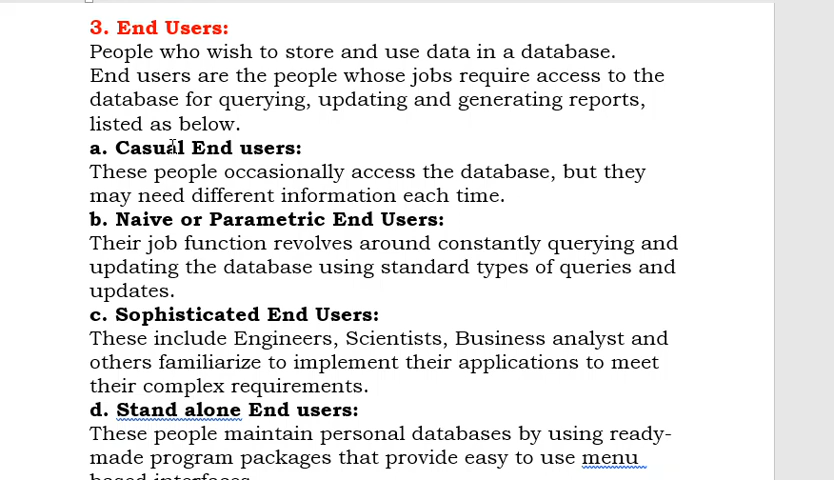 3. End Users:
People who wish to store and use data in a database.
End users are the people whose jobs require access to the
database for querying, updating and generating reports,
listed as below.
a. Casual End users:
These people occasionally access the database, but they
may need different information each time.
b. Naive or Parametric End Users:
Their job function revolves around constantly querying and
updating the database using standard types of queries and
updates.
c. Sophisticated End Users:
These include Engineers, Scientists, Business analyst and
others familiarize to implement their applications to meet
their complex requirements.
d. Stand alone End users:
These people maintain personal databases by using ready-
made program packages that provide easy to use menu
based interfaces.